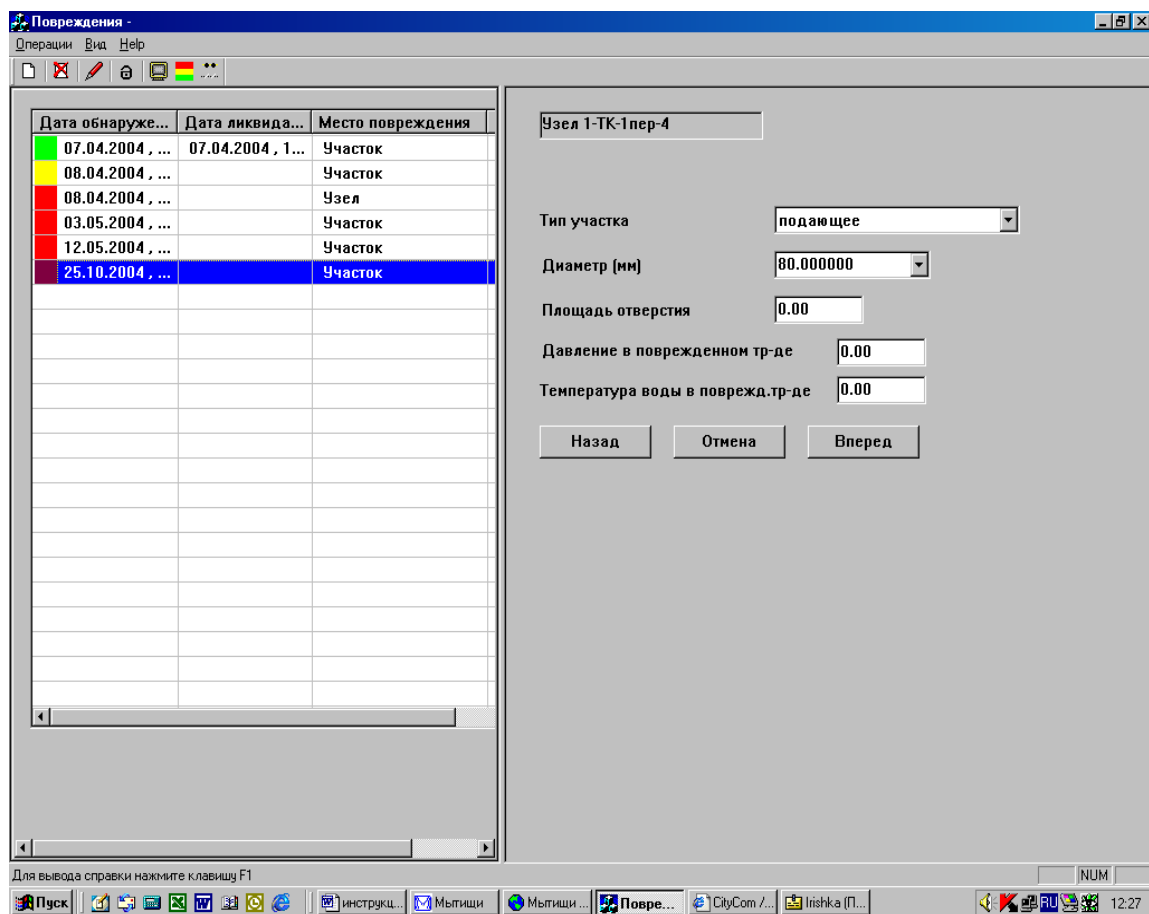 Повреждения -
Операции Вид Help
Дата обнаруже... Дата ликвида... Место повреждения
07.04.2004 , ... 07.04.2004 , 1... Участок
08.04.2004 , ... Участок
08.04.2004 , ... Узел
03.05.2004 , ... Участок
12.05.2004 , ... Участок
25.10.2004 , ... Участок
Узел 1-ТК-1пер-4
Тип участка подающее
Диаметр (мм) 80.000000
Площадь отверстия 0.00
Давление в поврежденном тр-де 0.00
Температура воды в поврежд.тр-де 0.00
Назад Отмена Вперед
Для вывода справки нажмите клавишу F1 NUM
Пуск инструкц... Мытищи Мытищи ... Повре... CityCom /... Irishka (П... RU 12:27